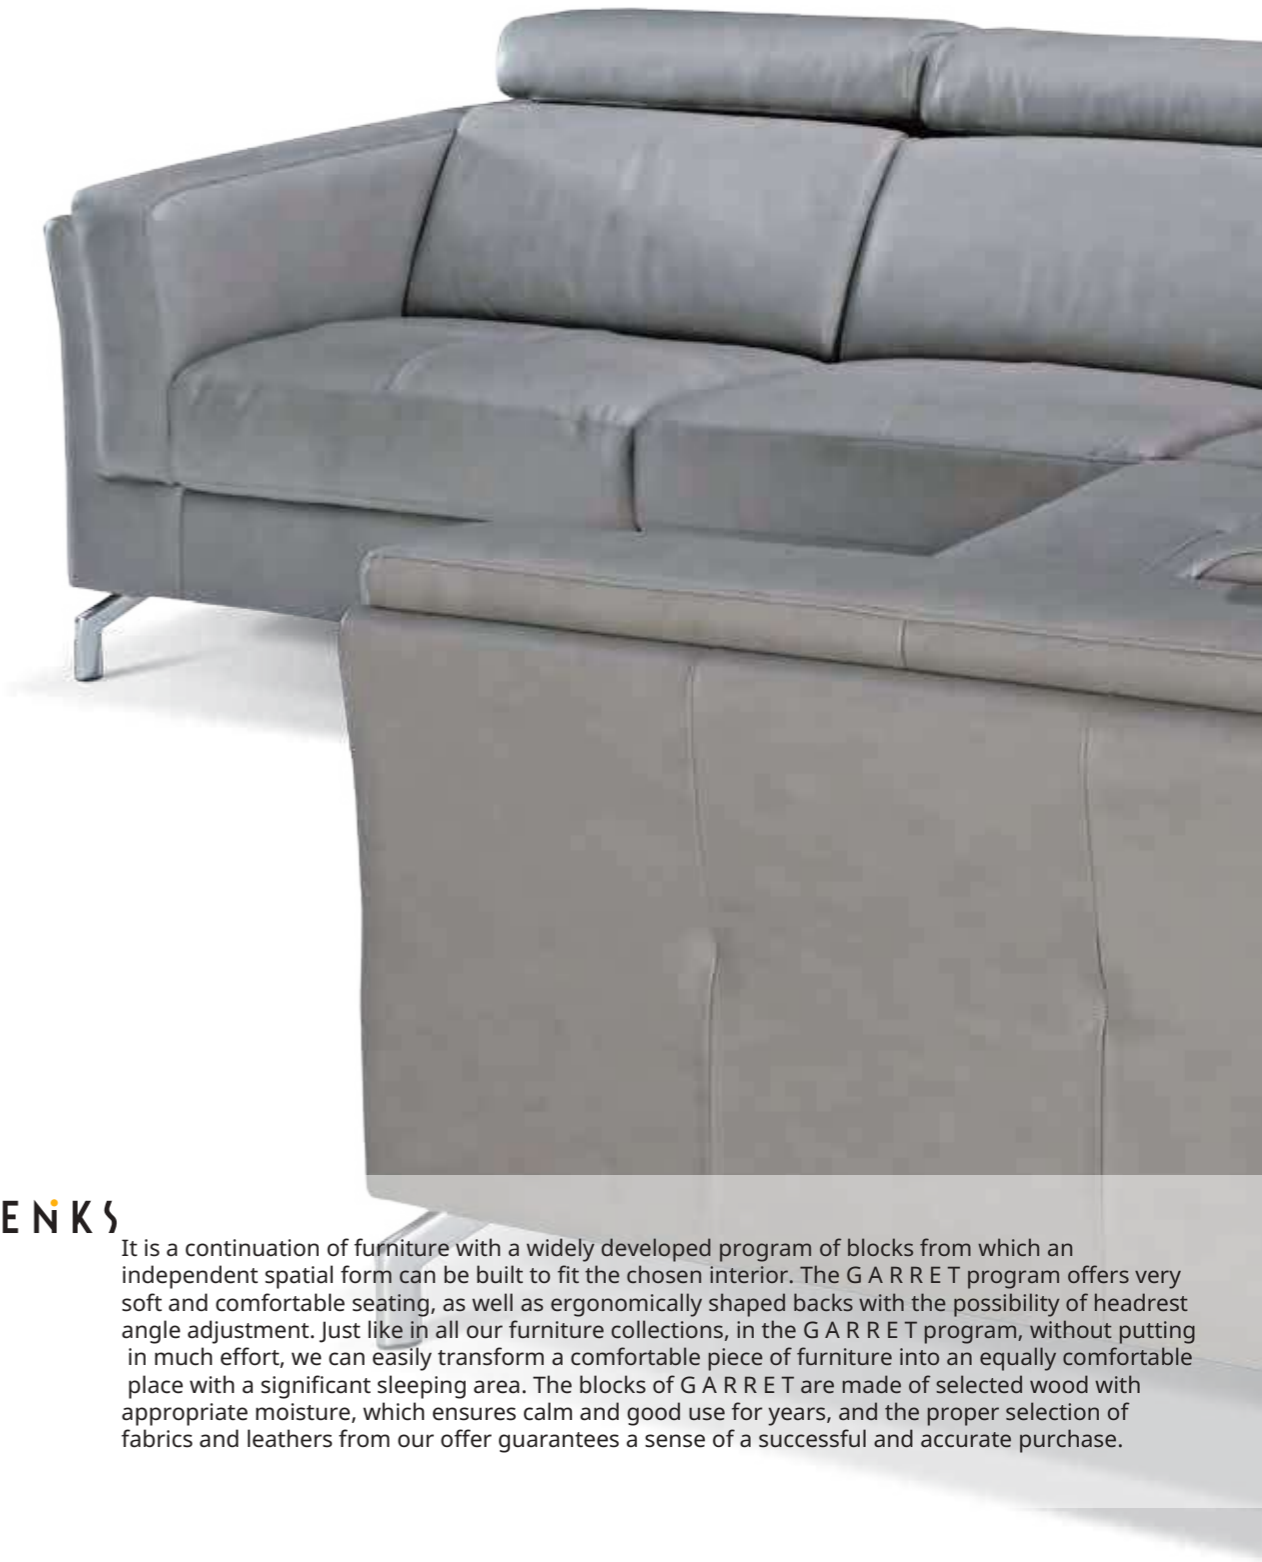 ENKS
It is a continuation of furniture with a widely developed program of blocks from which an
independent spatial form can be built to fit the chosen interior. The G A R R E T program offers very
soft and comfortable seating, as well as ergonomically shaped backs with the possibility of headrest
angle adjustment. Just like in all our furniture collections, in the G A R R E T program, without putting
in much effort, we can easily transform a comfortable piece of furniture into an equally comfortable
place with a significant sleeping area. The blocks of G A R R E T are made of selected wood with
appropriate moisture, which ensures calm and good use for years, and the proper selection of
fabrics and leathers from our offer guarantees a sense of a successful and accurate purchase.